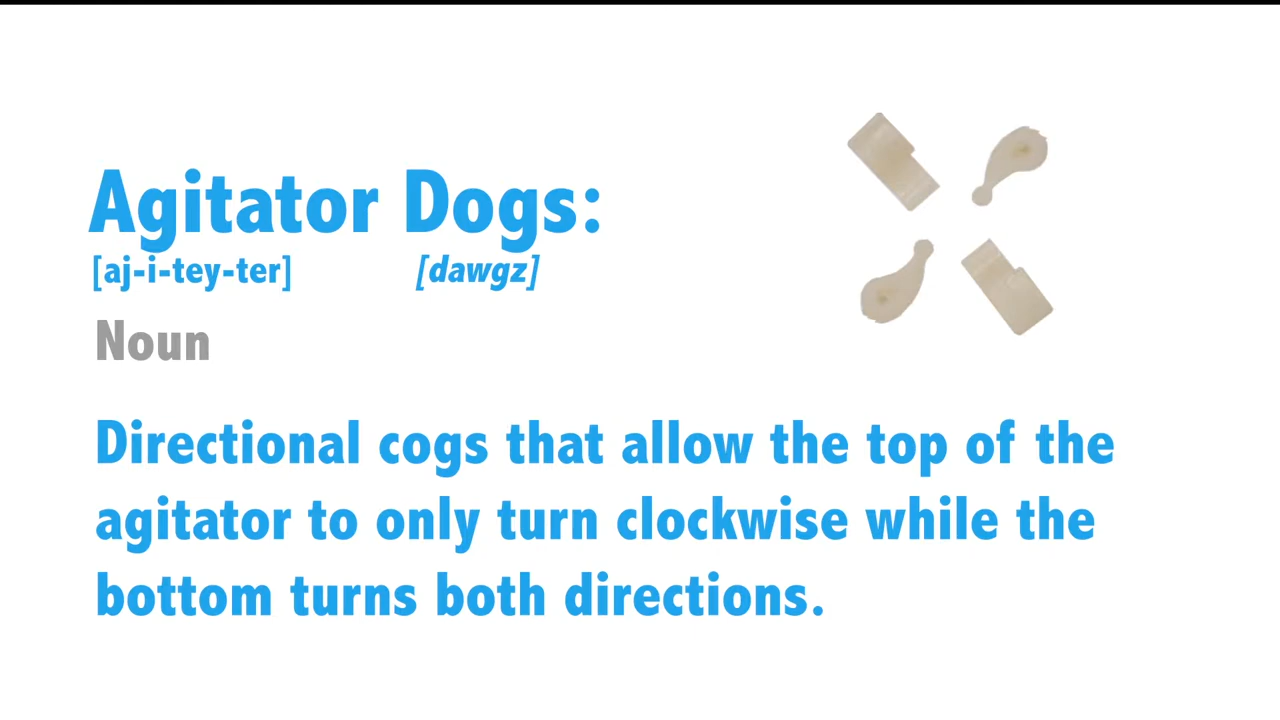 Agitator Dogs:
[aj-i-tey-ter] [dawgz]
Noun
Directional cogs that allow the top of the
agitator to only turn clockwise while the
bottom turns both directions.